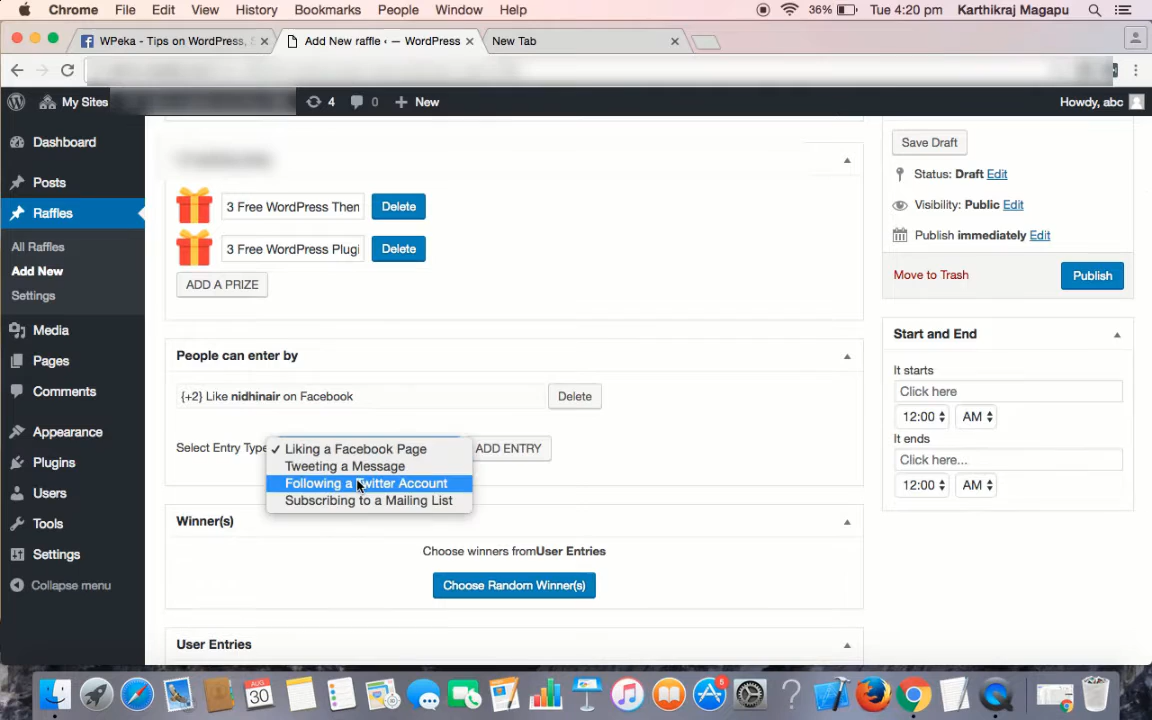 Chrome File Edit View History Bookmarks People Window Help 36% Tue 4:20 pm Karthikraj Magapu
WPeka - Tips on WordPress, Add New raffle ‹ — WordPress New Tab
My Sites 4 0 New Howdy, abc
Dashboard
Posts
Raffles
All Raffles
Add New
Settings
Media
Pages
Comments
Appearance
Plugins
Users
Tools
Settings
Collapse menu
3 Free WordPress Then Delete
3 Free WordPress Plugi Delete
ADD A PRIZE
People can enter by
{+2} Like nidhinair on Facebook Delete
Select Entry Type ADD ENTRY
✓ Liking a Facebook Page
Tweeting a Message
Following a Twitter Account
Subscribing to a Mailing List
Winner(s)
Choose winners fromUser Entries
Choose Random Winner(s)
User Entries
Save Draft
Status: Draft Edit
Visibility: Public Edit
Publish immediately Edit
Move to Trash Publish
Start and End
It starts
Click here
12:00 AM
It ends
Click here...
12:00 AM
AUG
30
6